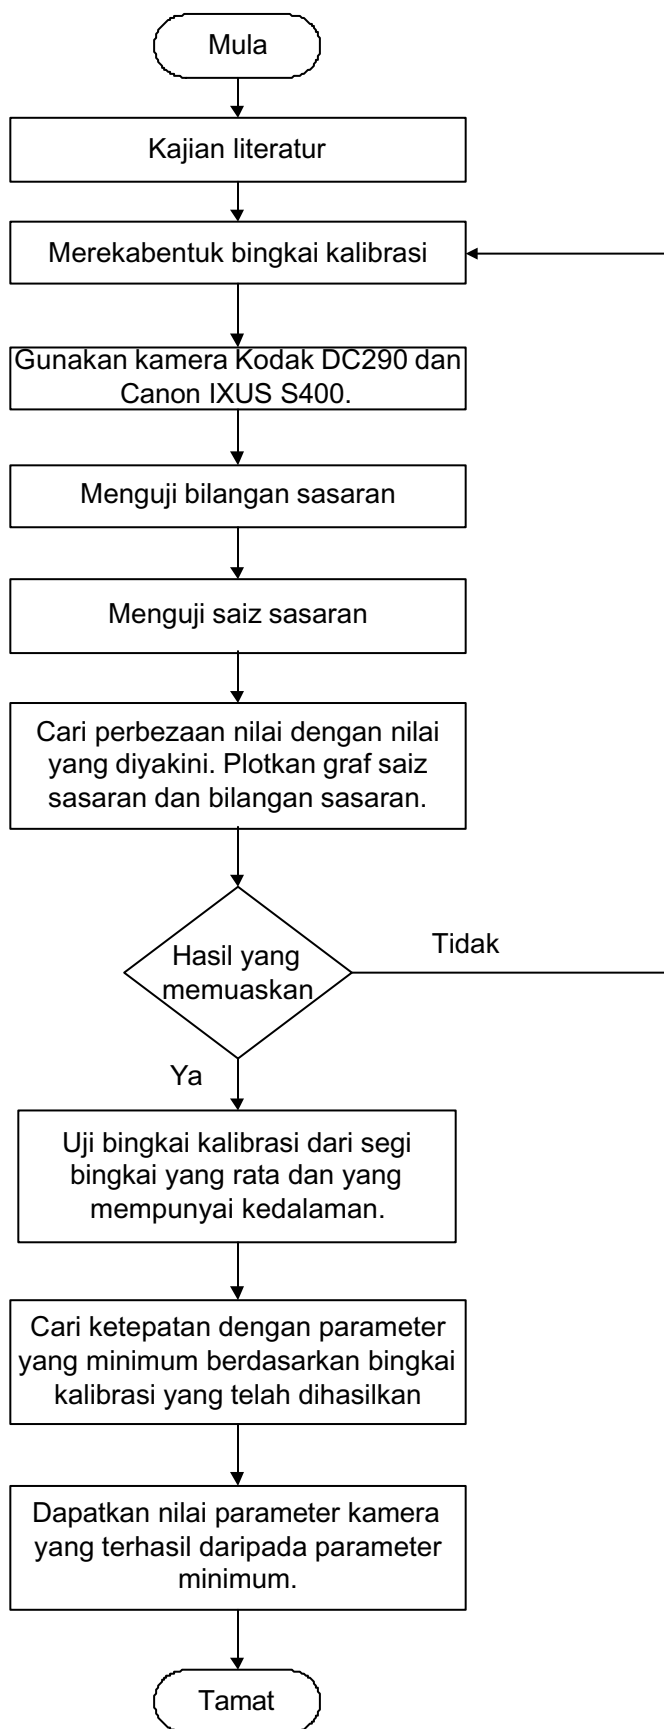 Mula
Kajian literatur
Merekabentuk bingkai kalibrasi
Gunakan kamera Kodak DC290 dan
Canon IXUS S400.
Menguji bilangan sasaran
Menguji saiz sasaran
Cari perbezaan nilai dengan nilai
yang diyakini. Plotkan graf saiz
sasaran dan bilangan sasaran.
Hasil yang
memuaskan
Tidak
Ya
Uji bingkai kalibrasi dari segi
bingkai yang rata dan yang
mempunyai kedalaman.
Cari ketepatan dengan parameter
yang minimum berdasarkan bingkai
kalibrasi yang telah dihasilkan
Dapatkan nilai parameter kamera
yang terhasil daripada parameter
minimum.
Tamat